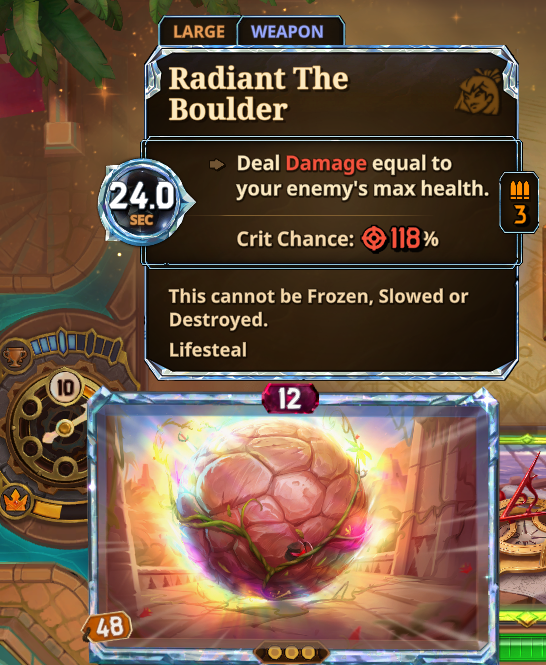 LARGE WEAPON
Radiant The
Boulder
Deal Damage equal to
your enemy's max health.
24.0
SEC
3
Crit Chance: 118%
This cannot be Frozen, Slowed or
Destroyed.
Lifesteal
10
12
48